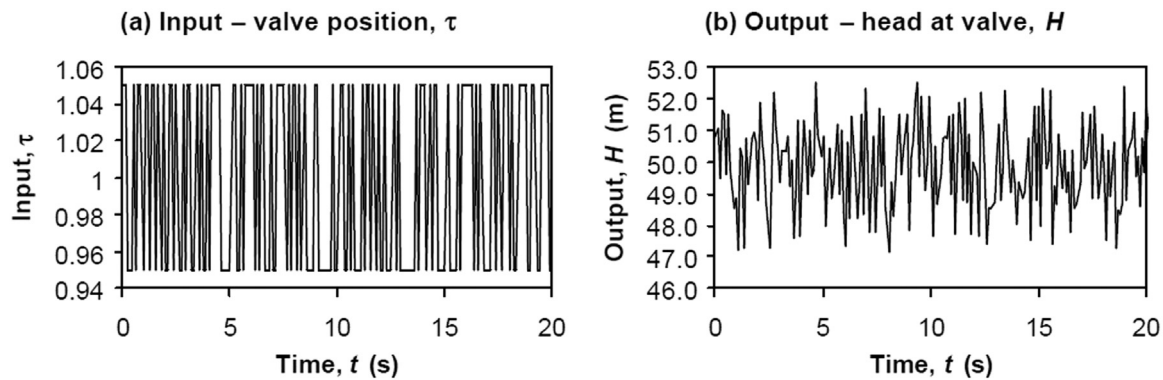 (a) Input – valve position, τ
1.06
1.04
1.02
1
0.98
0.96
0.94
Input, τ
0 5 10 15 20
Time, t (s)
(b) Output – head at valve, H
53.0
52.0
51.0
50.0
49.0
48.0
47.0
46.0
Output, H (m)
0 5 10 15 20
Time, t (s)